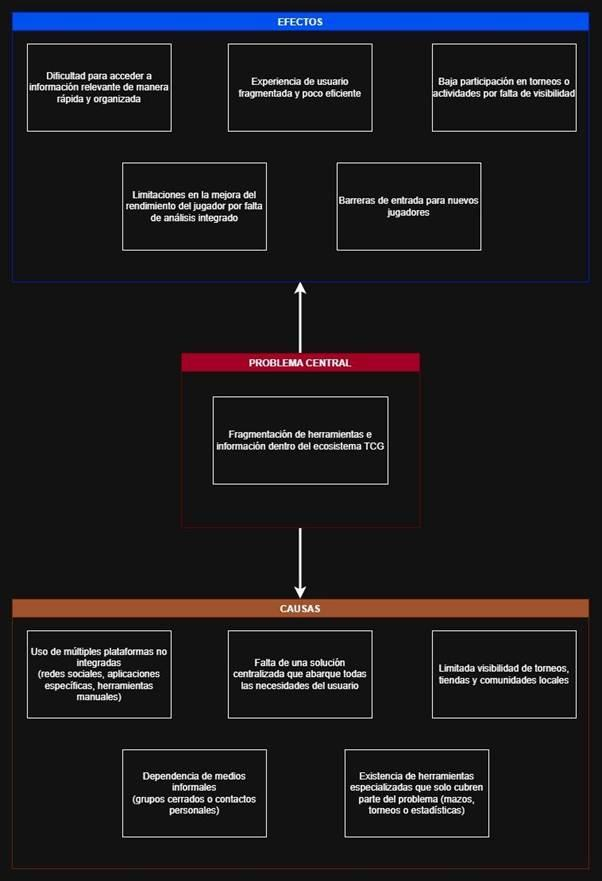 EFECTOS
Dificultad para acceder a
información relevante de manera
rápida y organizada
Experiencia de usuario
fragmentada y poco eficiente
Baja participación en torneos o
actividades por falta de visibilidad
Limitaciones en la mejora del
rendimiento del jugador por falta
de análisis integrado
Barreras de entrada para nuevos
jugadores
PROBLEMA CENTRAL
Fragmentación de herramientas e
información dentro del ecosistema TCG
CAUSAS
Uso de múltiples plataformas no
integradas
(redes sociales, aplicaciones
específicas, herramientas
manuales)
Falta de una solución
centralizada que abarque todas
las necesidades del usuario
Limitada visibilidad de torneos,
tiendas y comunidades locales
Dependencia de medios
informales
(grupos cerrados o contactos
personales)
Existencia de herramientas
especializadas que solo cubren
parte del problema (mazos,
torneos o estadísticas)